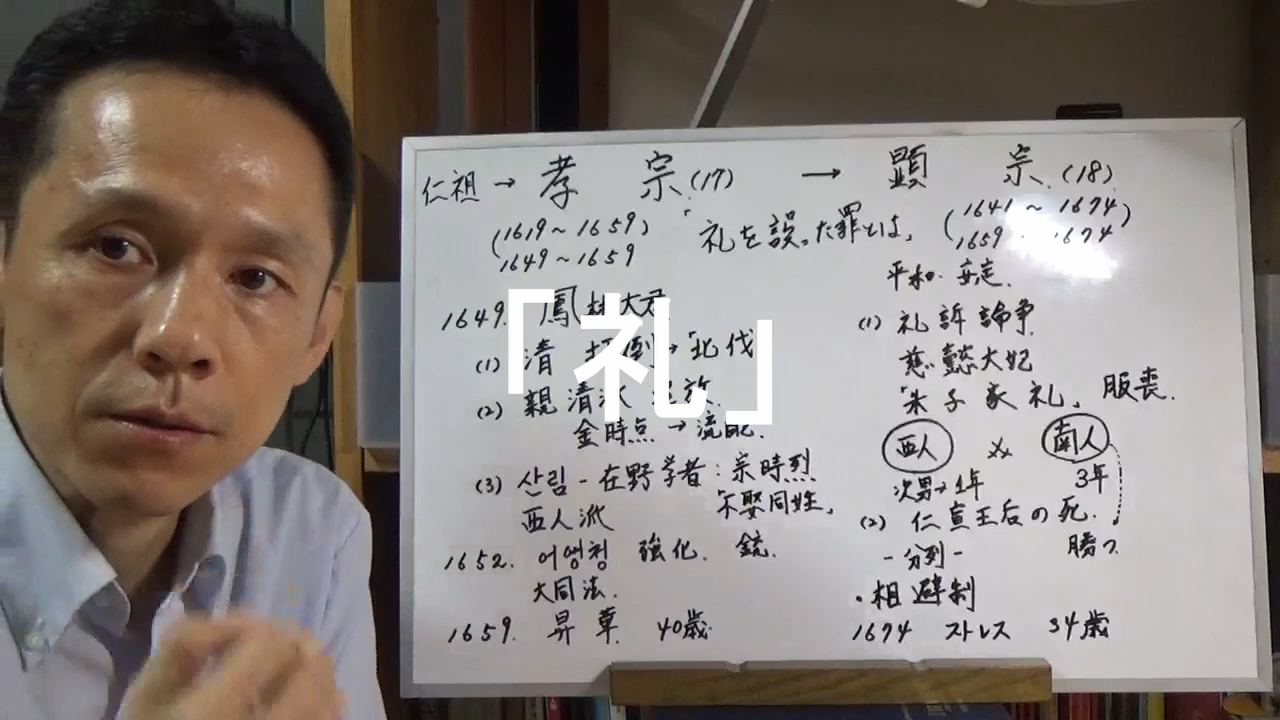 仁祖 → 孝 宗 (17) → 顕 宗 (18)
(1619~1659)
1649~1659
「礼を誤った罪とは」
(1641~1674)
1659 1674
平和・安定
1649. 鳳林大君
(1) 清 打倒→「北伐
(2) 親清派 追放.
金時点→流配.
(3) 산림-在野学者:宗時烈
西人派 「不娶同姓」
1652. 어영청 強化. 銃.
大同法.
1659. 昇 草 40歳
(1) 礼訴論争
慈懿大妃
「朱子家礼」服喪.
西人 × 南人
次男→1年 3年
(2) 仁宣王后の死.
-分列- 勝つ
・相避制
1674 ストレス 34歳
「礼」